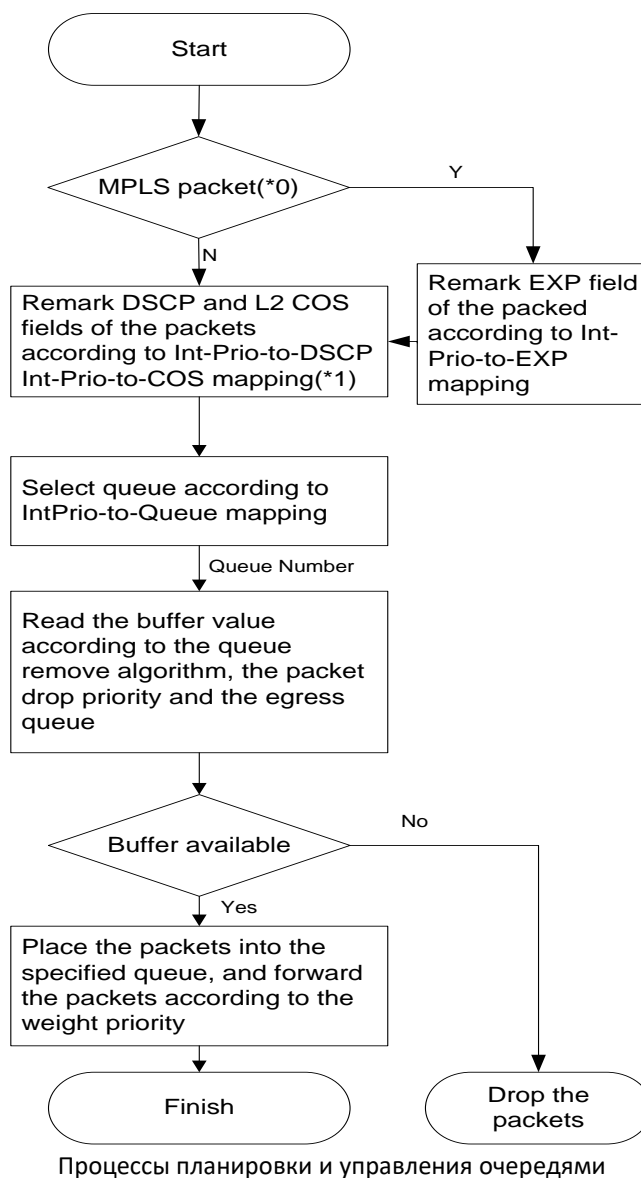 Start
MPLS packet(*0)
Y
N
Remark EXP field
of the packed
according to Int-
Prio-to-EXP
mapping
Remark DSCP and L2 COS
fields of the packets
according to Int-Prio-to-DSCP
Int-Prio-to-COS mapping(*1)
Select queue according to
IntPrio-to-Queue mapping
Queue Number
Read the buffer value
according to the queue
remove algorithm, the packet
drop priority and the egress
queue
Buffer available
No
Yes
Place the packets into the
specified queue, and forward
the packets according to the
weight priority
Finish
Drop the
packets
Процессы планировки и управления очередями